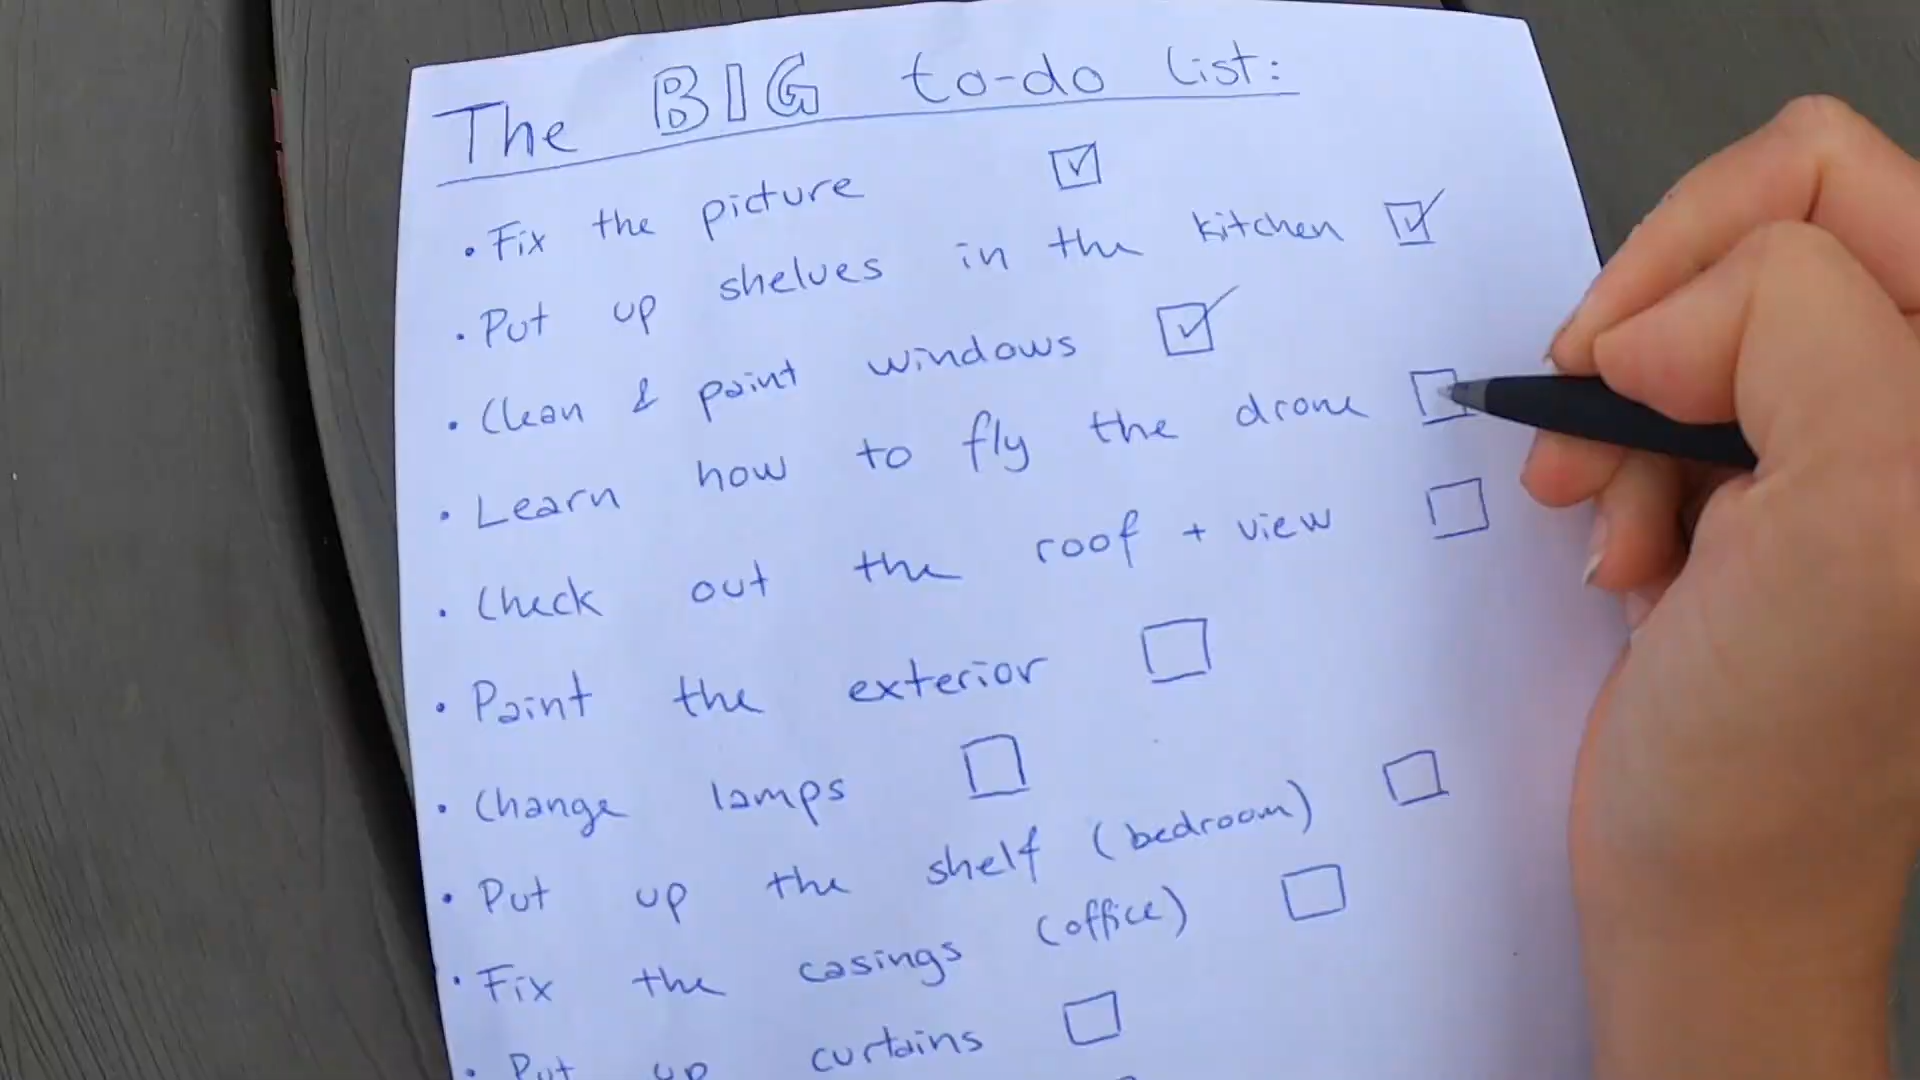 The BIG to-do list:
• Fix the picture ☑
• Put up shelves in the kitchen ☑
• Clean & paint windows ☑
• Learn how to fly the drone ☐
• Check out the roof + view ☐
• Paint the exterior ☐
• Change lamps ☐
• Put up the shelf (bedroom) ☐
• Fix the casings (office) ☐
• Put up curtains ☐